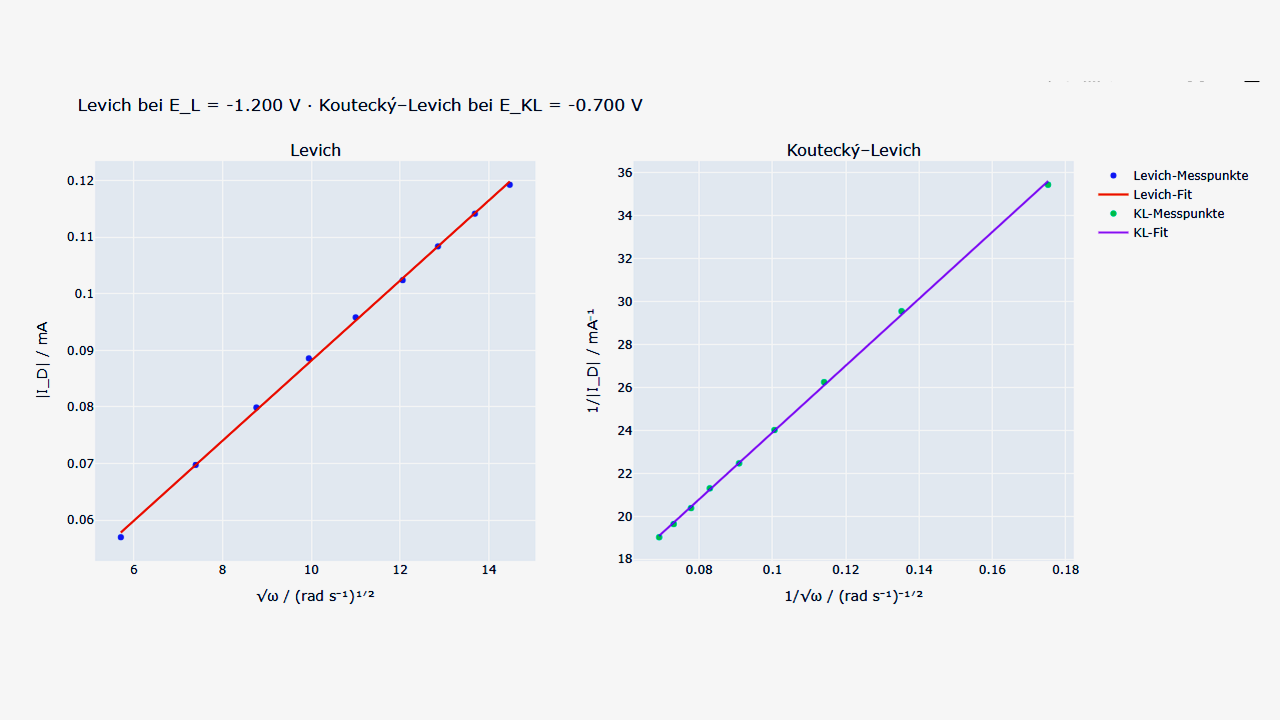 Levich bei E_L = -1.200 V · Koutecký–Levich bei E_KL = -0.700 V
Levich
|I_D| / mA
0.12
0.11
0.1
0.09
0.08
0.07
0.06
6
8
10
12
14
√ω / (rad s⁻¹)¹ᐟ²
Koutecký–Levich
1/|I_D| / mA⁻¹
36
34
32
30
28
26
24
22
20
18
0.08
0.1
0.12
0.14
0.16
0.18
1/√ω / (rad s⁻¹)⁻¹ᐟ²
Levich-Messpunkte
Levich-Fit
KL-Messpunkte
KL-Fit